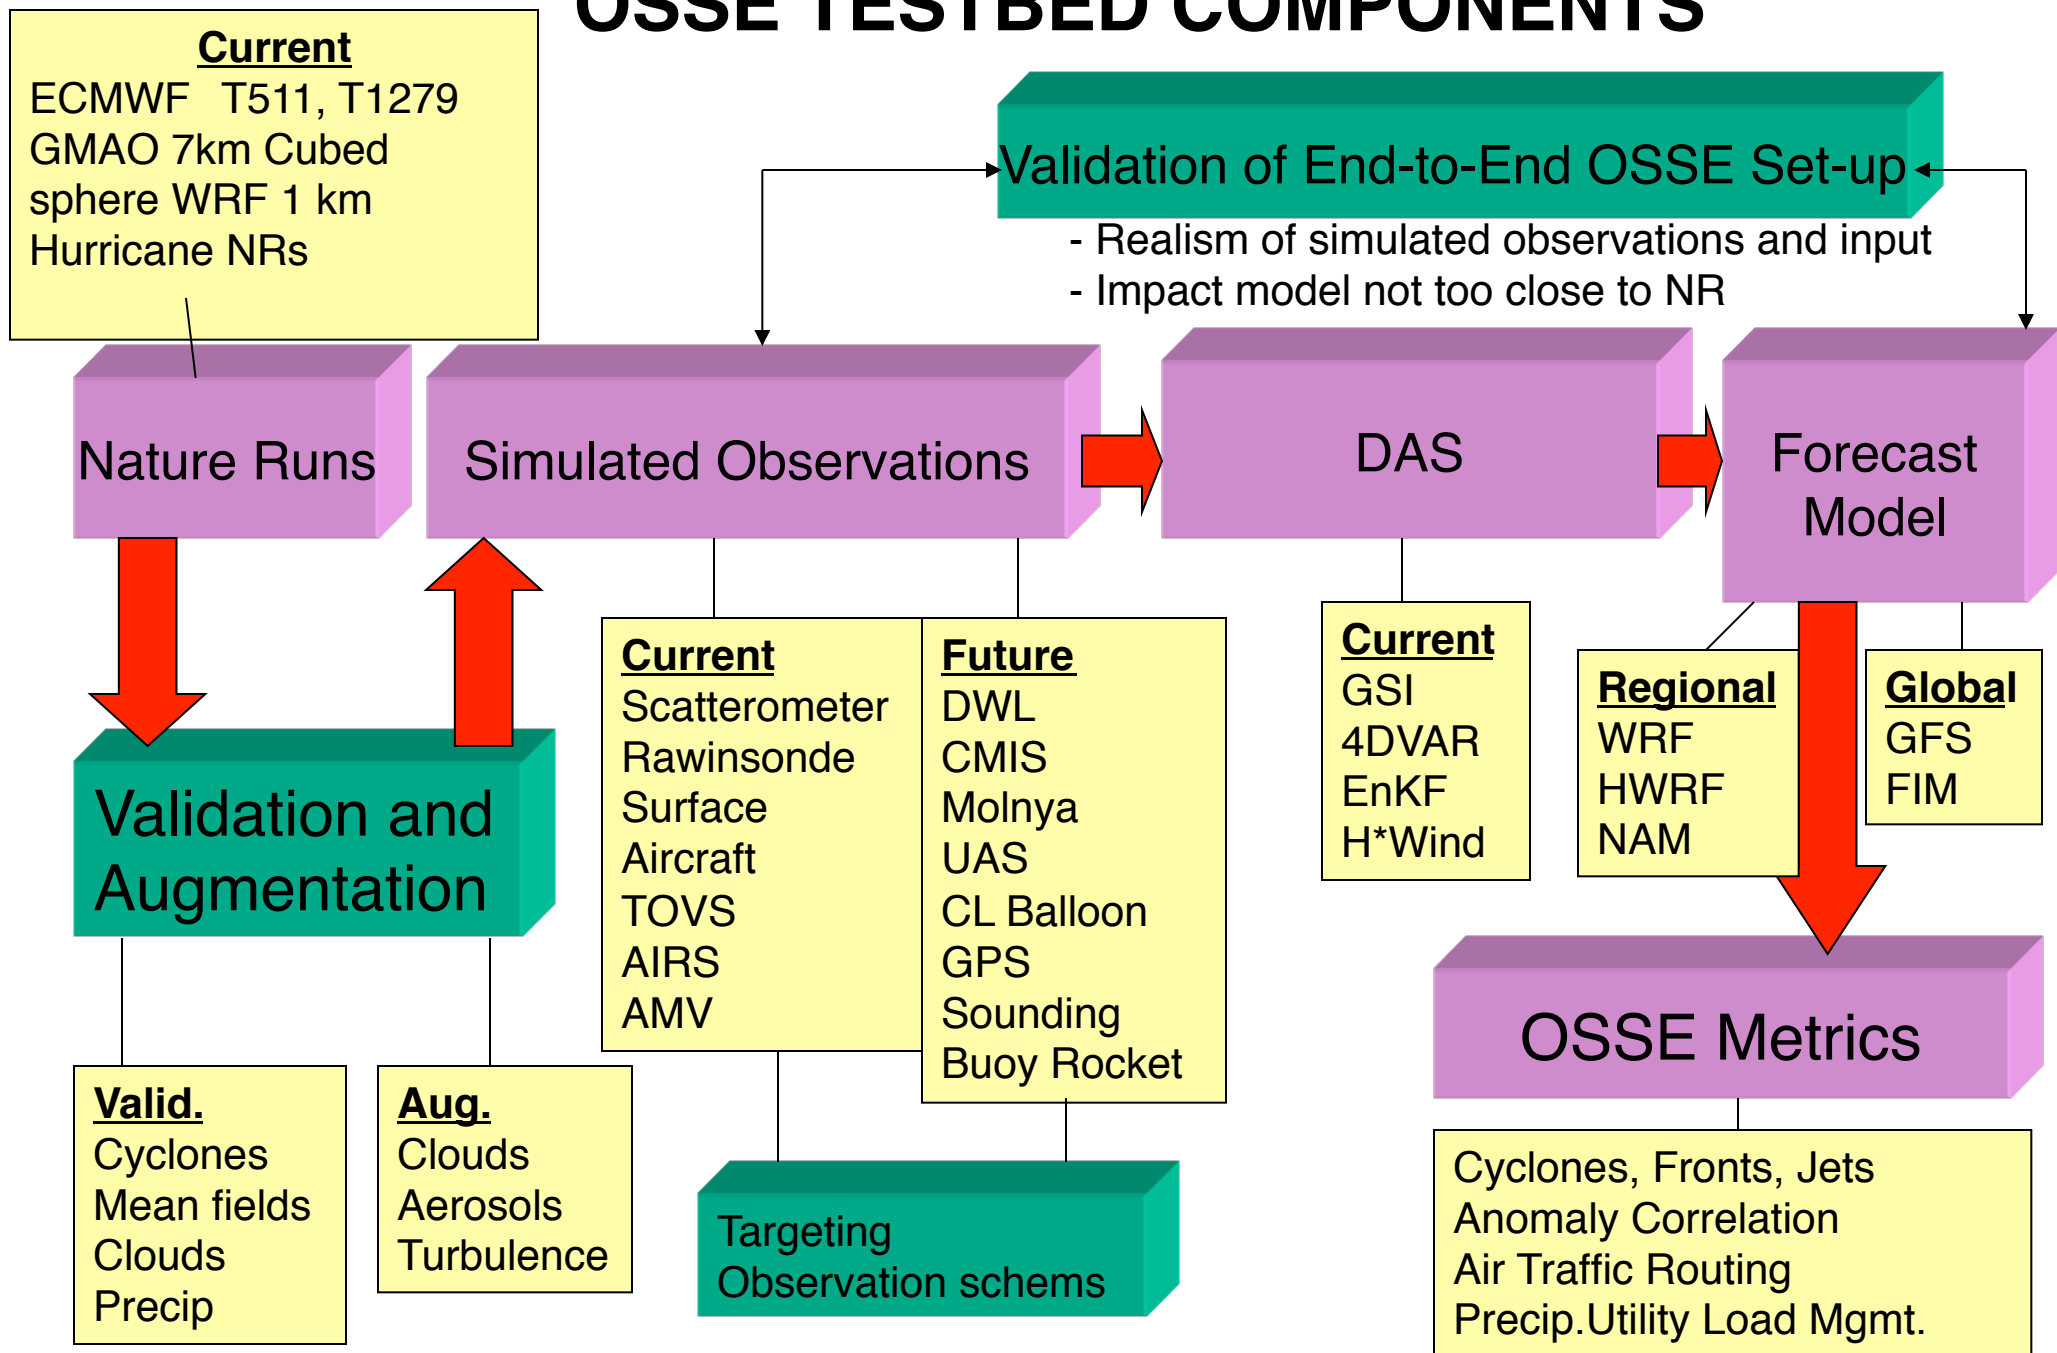 OSSE TESTBED COMPONENTS
Current
ECMWF T511, T1279
GMAO 7km Cubed
sphere WRF 1 km
Hurricane NRs
Validation of End-to-End OSSE Set-up
- Realism of simulated observations and input
- Impact model not too close to NR
Nature Runs
Simulated Observations
DAS
Forecast
Model
Validation and
Augmentation
Valid.
Cyclones
Mean fields
Clouds
Precip
Aug.
Clouds
Aerosols
Turbulence
Current
Scatterometer
Rawinsonde
Surface
Aircraft
TOVS
AIRS
AMV
Future
DWL
CMIS
Molnya
UAS
CL Balloon
GPS
Sounding
Buoy Rocket
Targeting
Observation schems
Current
GSI
4DVAR
EnKF
H*Wind
Regional
WRF
HWRF
NAM
Global
GFS
FIM
OSSE Metrics
Cyclones, Fronts, Jets
Anomaly Correlation
Air Traffic Routing
Precip.Utility Load Mgmt.